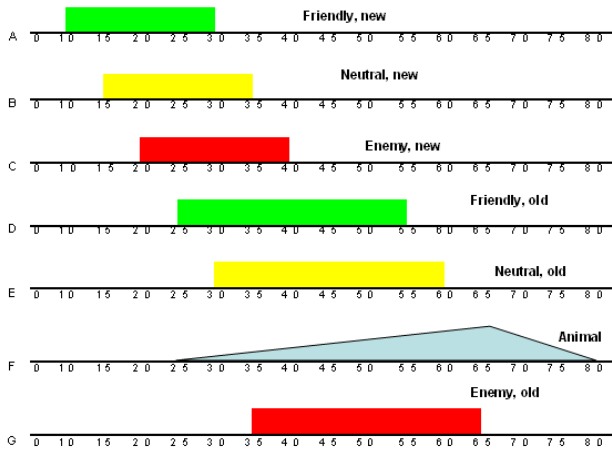 Friendly, new
A
0 10 15 20 25 30 35 40 45 50 55 60 65 70 75 80
Neutral, new
B
0 10 15 20 25 30 35 40 45 50 55 60 65 70 75 80
Enemy, new
C
0 10 15 20 25 30 35 40 45 50 55 60 65 70 75 80
Friendly, old
D
0 10 15 20 25 30 35 40 45 50 55 60 65 70 75 80
Neutral, old
E
0 10 15 20 25 30 35 40 45 50 55 60 65 70 75 80
Animal
F
0 10 15 20 25 30 35 40 45 50 55 60 65 70 75 80
Enemy, old
G
0 10 15 20 25 30 35 40 45 50 55 60 65 70 75 80